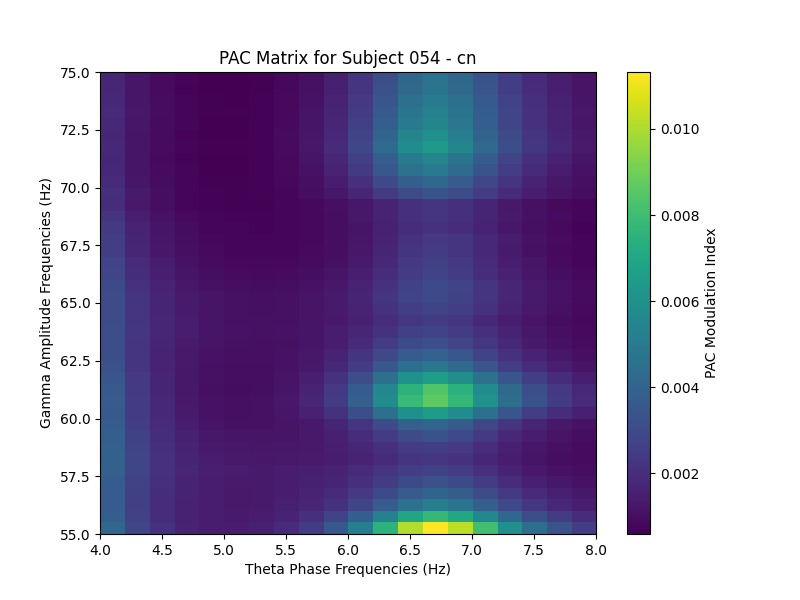 PAC Matrix for Subject 054 - cn
75.0
72.5
70.0
67.5
65.0
62.5
60.0
57.5
55.0
Gamma Amplitude Frequencies (Hz)
4.0 4.5 5.0 5.5 6.0 6.5 7.0 7.5 8.0
Theta Phase Frequencies (Hz)
0.010
0.008
0.006
0.004
0.002
PAC Modulation Index